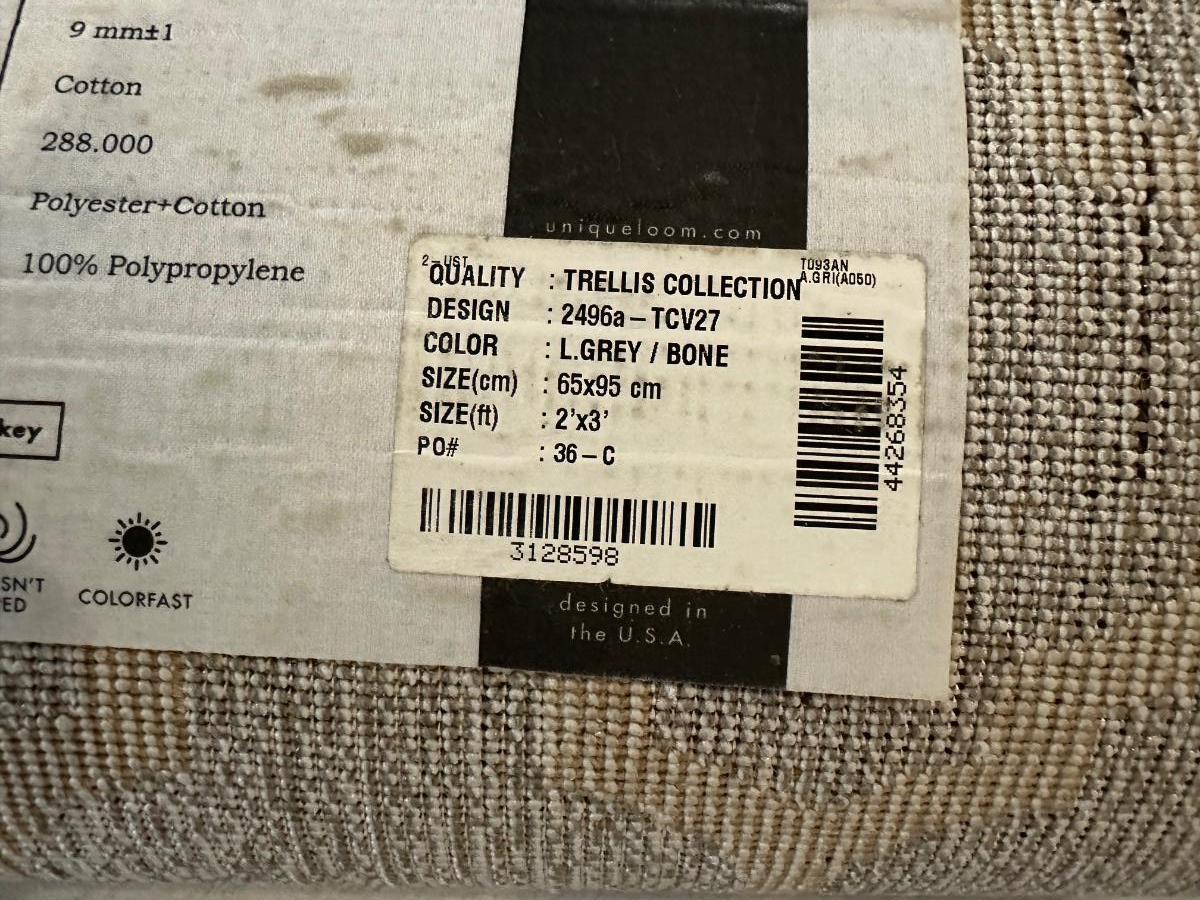 9 mm±1
Cotton
288.000
Polyester+Cotton
100% Polypropylene
key
SN'T
ED
COLORFAST
uniqueloom.com
2-UST
QUALITY : TRELLIS COLLECTION
DESIGN : 2496a – TCV27
COLOR : L.GREY / BONE
SIZE(cm) : 65x95 cm
SIZE(ft) : 2'x3'
PO# : 36 – C
3128598
T093AN
A.GRI(A050)
44268354
designed in
the U.S.A.